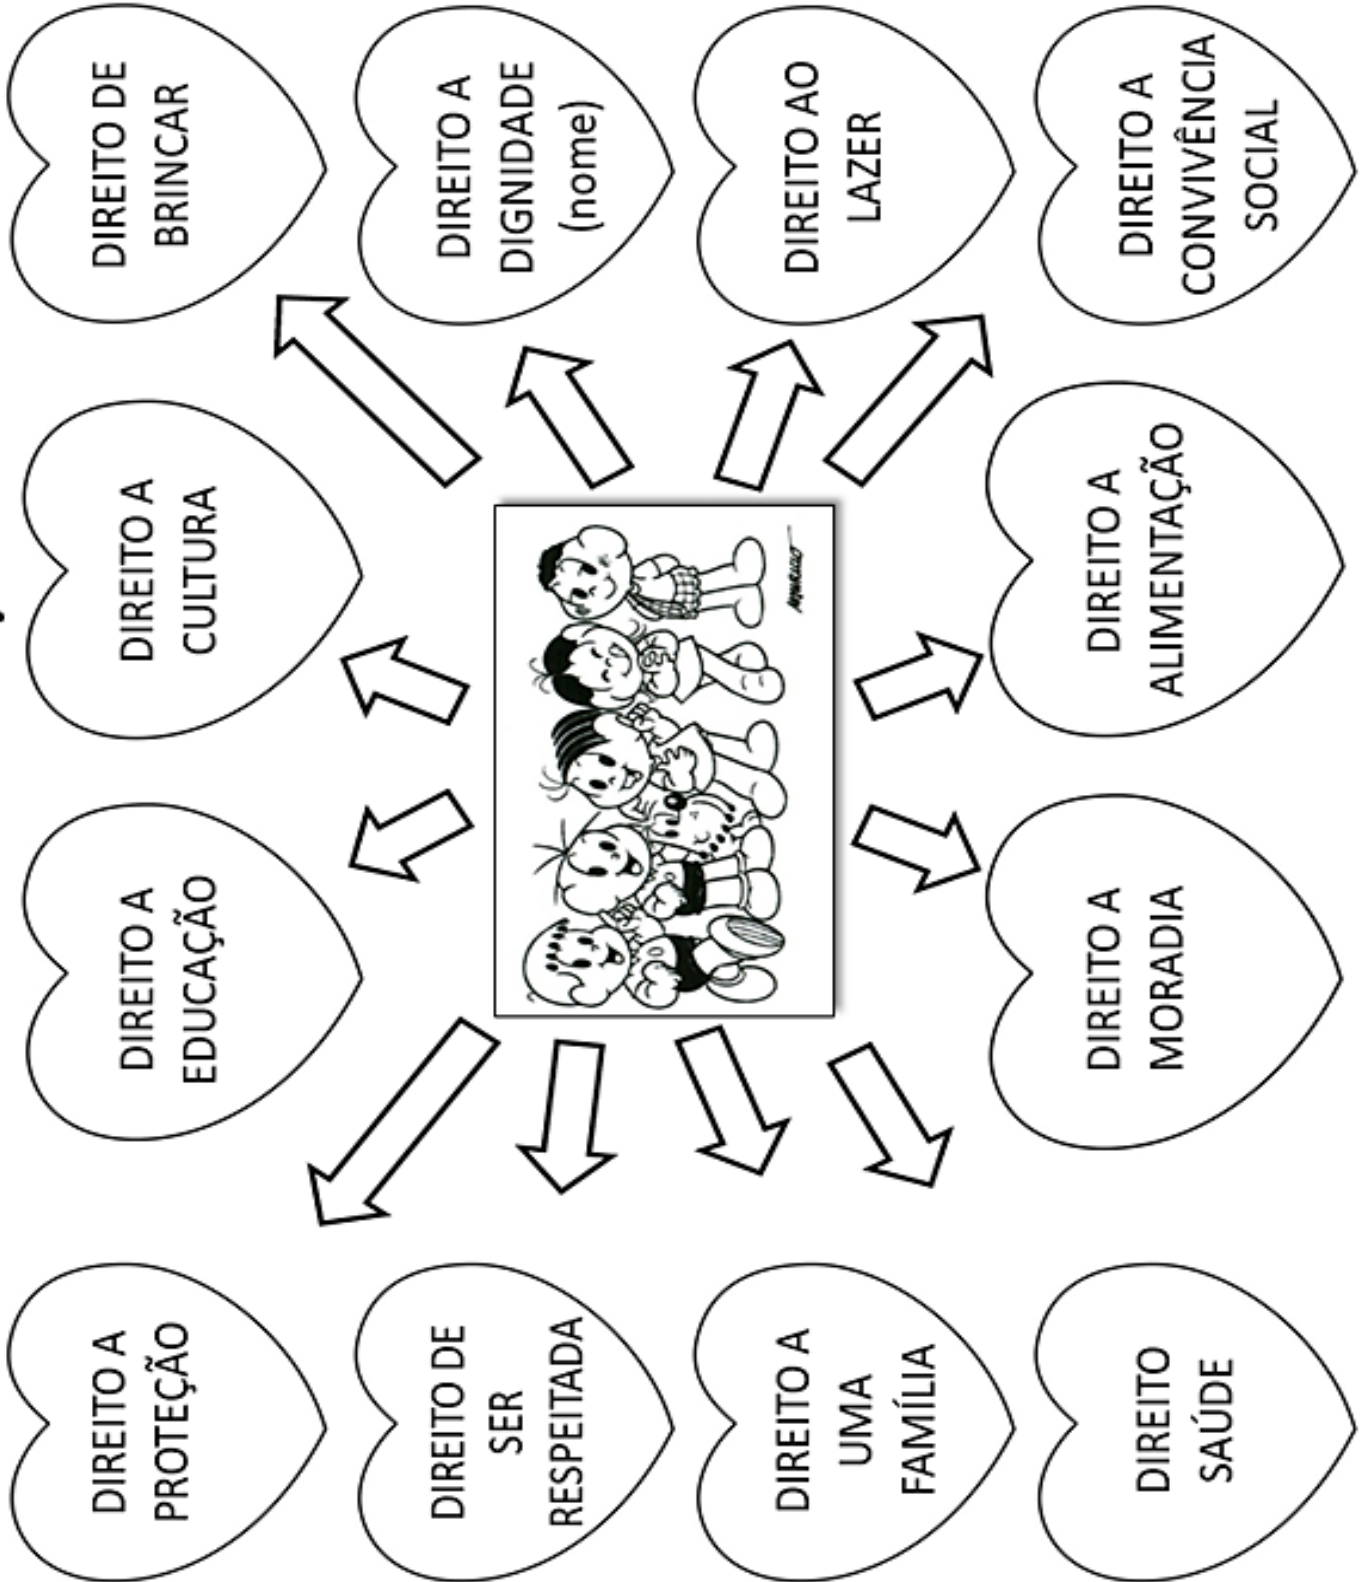 DIREITO A
PROTEÇÃO
DIREITO A
EDUCAÇÃO
DIREITO A
CULTURA
DIREITO DE
BRINCAR
DIREITO DE
SER
RESPEITADA
DIREITO A
DIGNIDADE
(nome)
DIREITO A
UMA
FAMÍLIA
DIREITO AO
LAZER
DIREITO
SAÚDE
DIREITO A
MORADIA
DIREITO A
ALIMENTAÇÃO
DIREITO A
CONVIVÊNCIA
SOCIAL